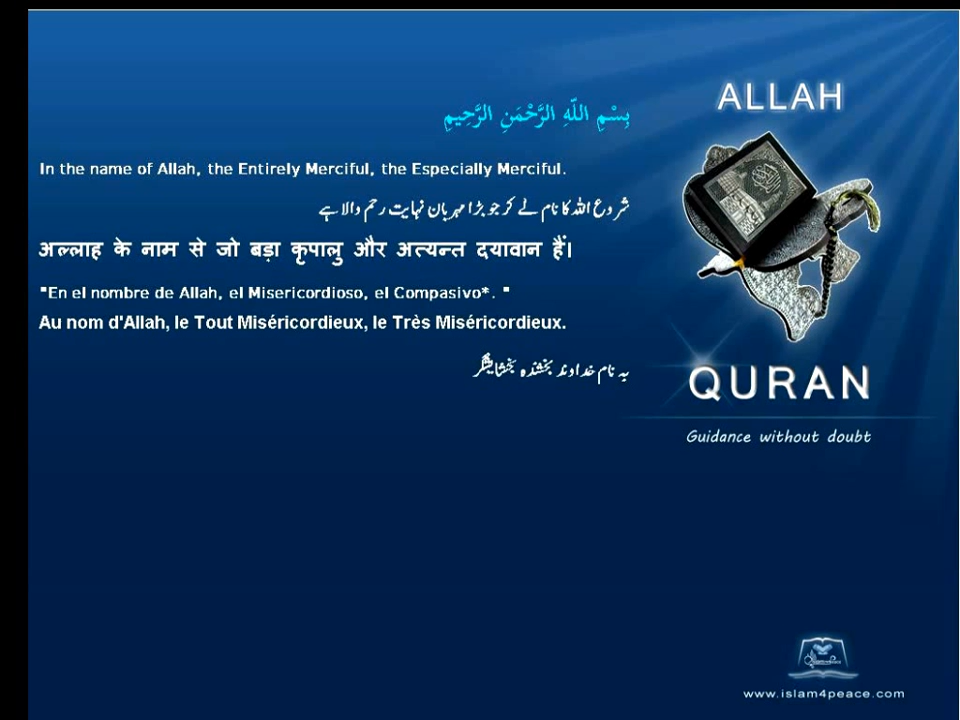 بِسْمِ اللّهِ الرَّحْمَنِ الرَّحِيمِ
In the name of Allah, the Entirely Merciful, the Especially Merciful.
شروع الله کا نام لے کر جو بڑا مہربان نہایت رحم والا ہے
अल्लाह के नाम से जो बड़ा कृपालु और अत्यन्त दयावान हैं।
"En el nombre de Allah, el Misericordioso, el Compasivo*. "
Au nom d'Allah, le Tout Miséricordieux, le Très Miséricordieux.
به نام خداوند بخشنده بخشایشگر
ALLAH
QURAN
Guidance without doubt
www.islam4peace.com